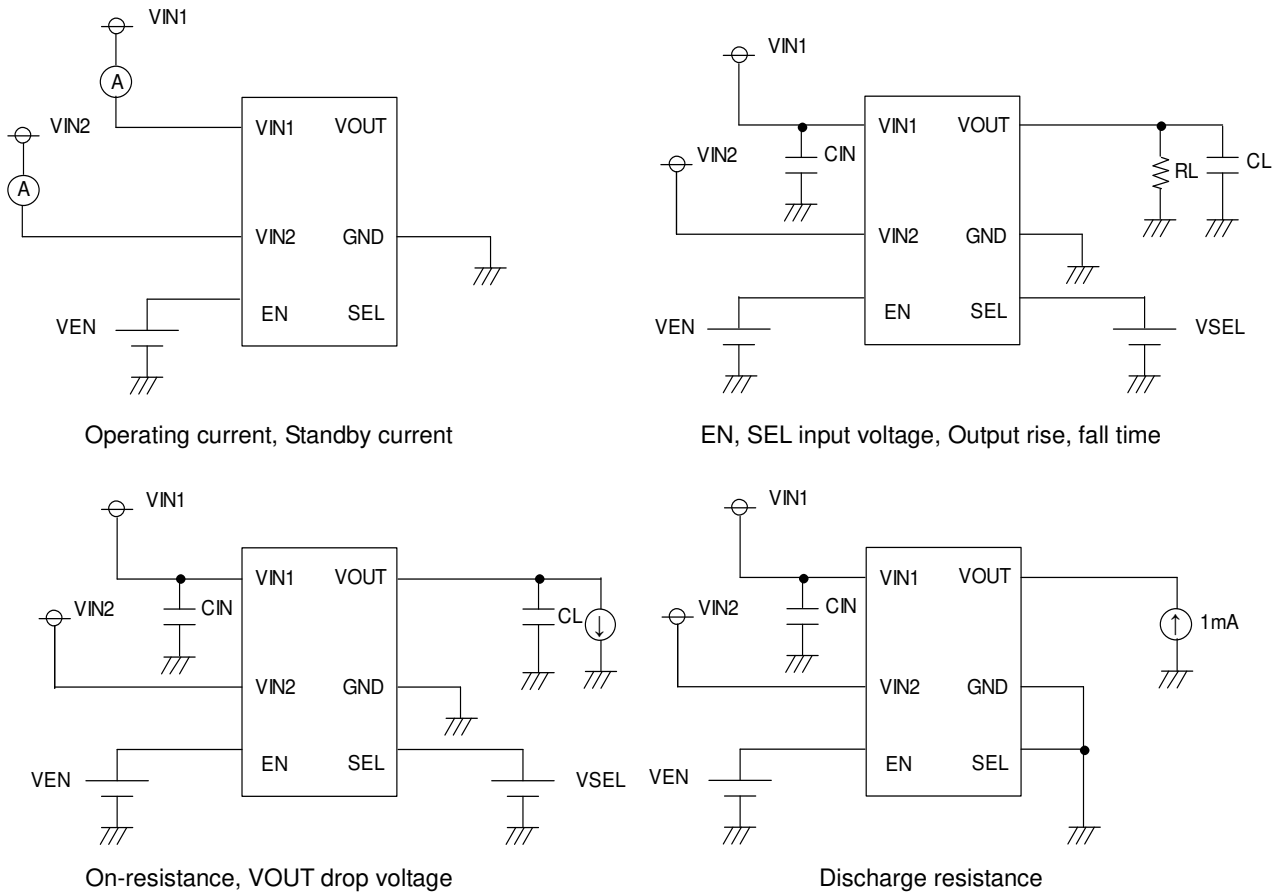 VIN1
A
VIN2
A
VIN1 VOUT
VIN2 GND
EN SEL
VEN
Operating current, Standby current
VIN1
VIN2
CIN
VIN1 VOUT
RL
CL
VIN2 GND
EN SEL
VEN
VSEL
EN, SEL input voltage, Output rise, fall time
VIN1
VIN2
CIN
VIN1 VOUT
CL
VIN2 GND
EN SEL
VEN
VSEL
On-resistance, VOUT drop voltage
VIN1
VIN2
CIN
VIN1 VOUT
1mA
VIN2 GND
EN SEL
VEN
Discharge resistance